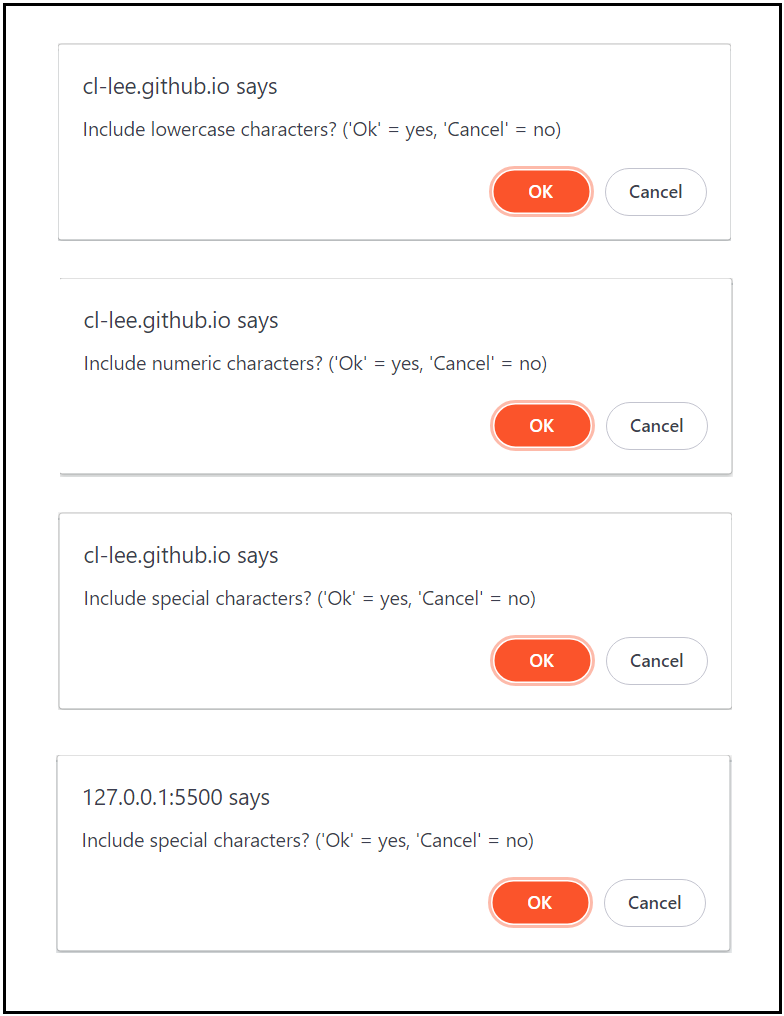 cl-lee.github.io says
Include lowercase characters? ('Ok' = yes, 'Cancel' = no)
OK Cancel
cl-lee.github.io says
Include numeric characters? ('Ok' = yes, 'Cancel' = no)
OK Cancel
cl-lee.github.io says
Include special characters? ('Ok' = yes, 'Cancel' = no)
OK Cancel
127.0.0.1:5500 says
Include special characters? ('Ok' = yes, 'Cancel' = no)
OK Cancel